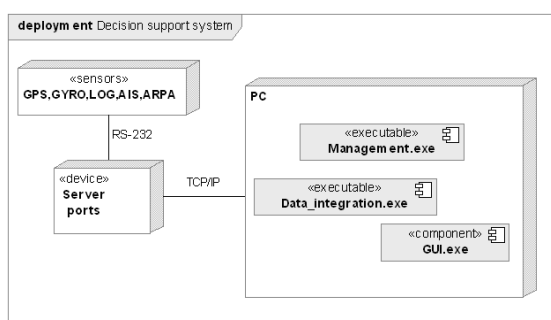 deployment Decision support system
«sensors»
GPS,GYRO,LOG,AIS,ARPA
RS-232
«device»
Server
ports
TCP/IP
PC
«executable»
Management.exe
«executable»
Data_integration.exe
«component»
GUI.exe